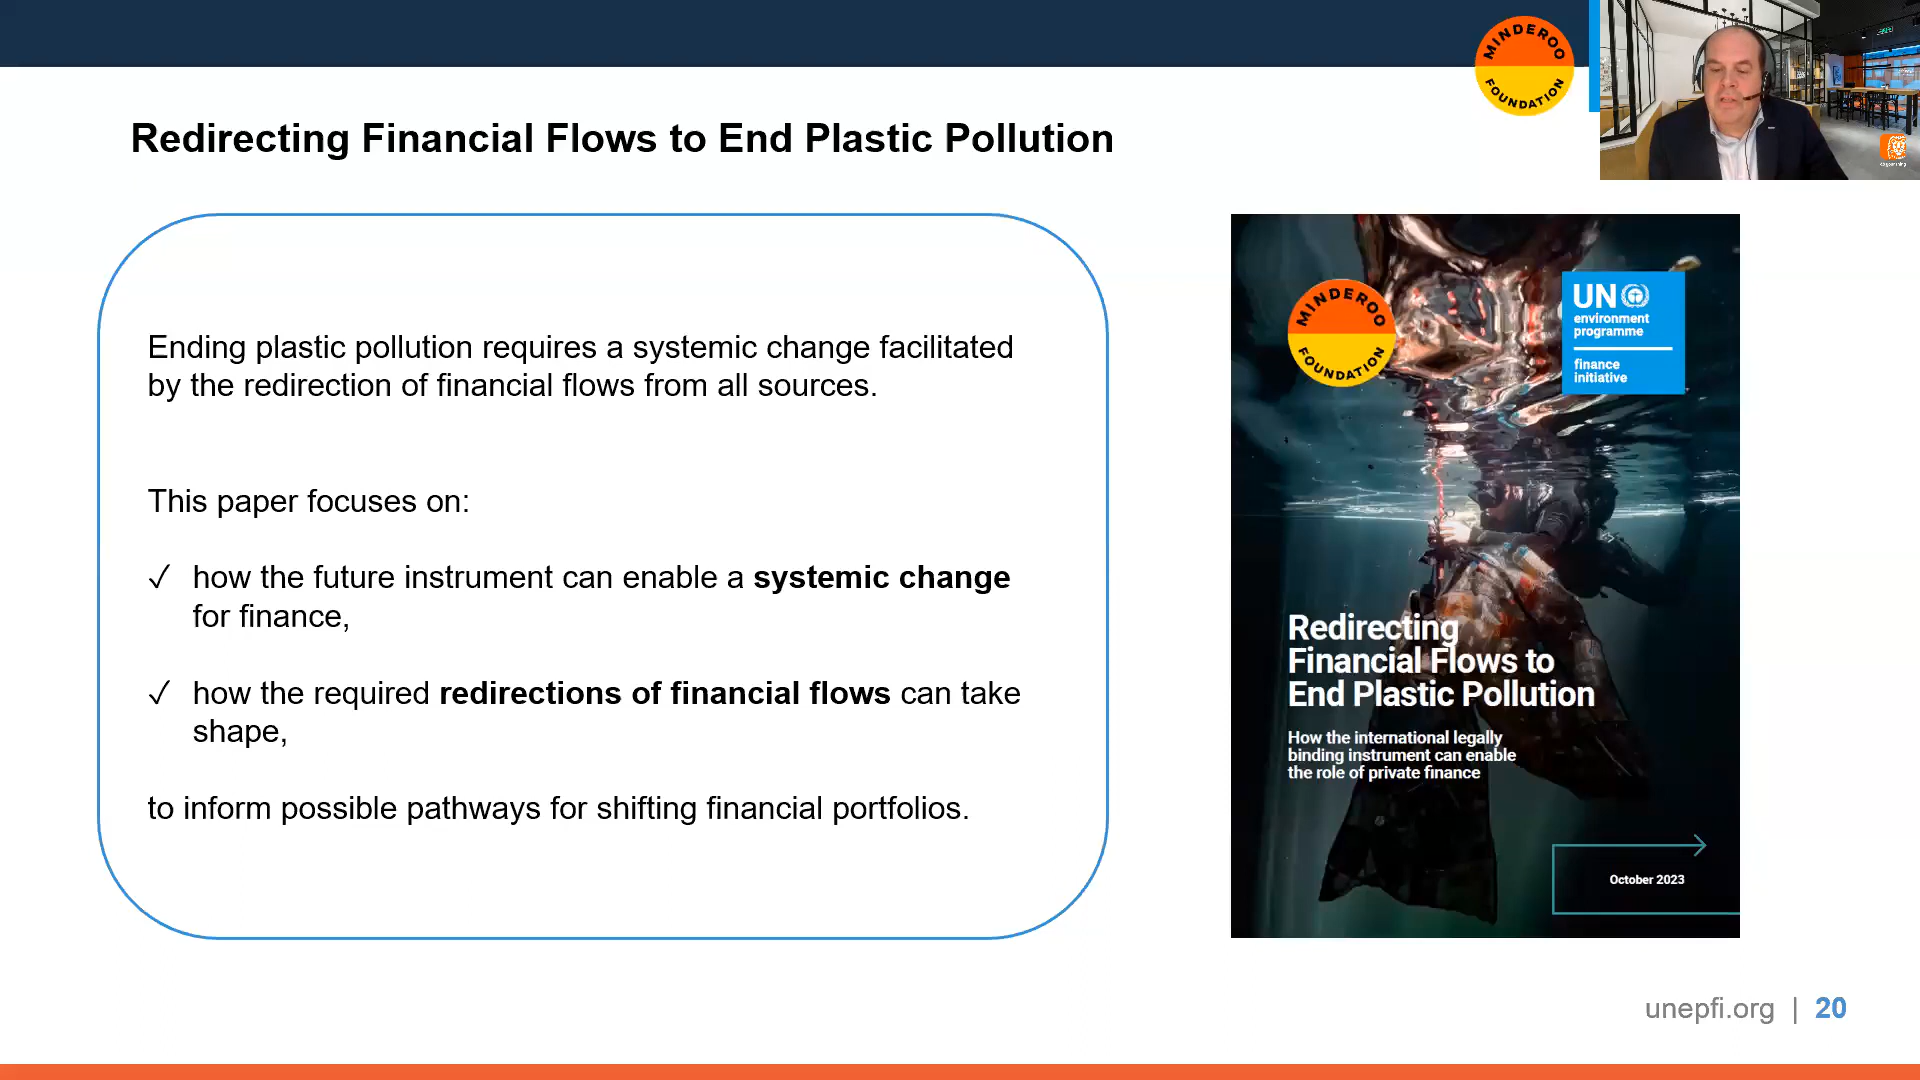 MINDEROO
FOUNDATION
Redirecting Financial Flows to End Plastic Pollution
Ending plastic pollution requires a systemic change facilitated
by the redirection of financial flows from all sources.
This paper focuses on:
✓ how the future instrument can enable a systemic change
for finance,
✓ how the required redirections of financial flows can take
shape,
to inform possible pathways for shifting financial portfolios.
MINDEROO
FOUNDATION
UN
environment
programme
finance
initiative
Redirecting
Financial Flows to
End Plastic Pollution
How the international legally
binding instrument can enable
the role of private finance
October 2023
unepfi.org | 20